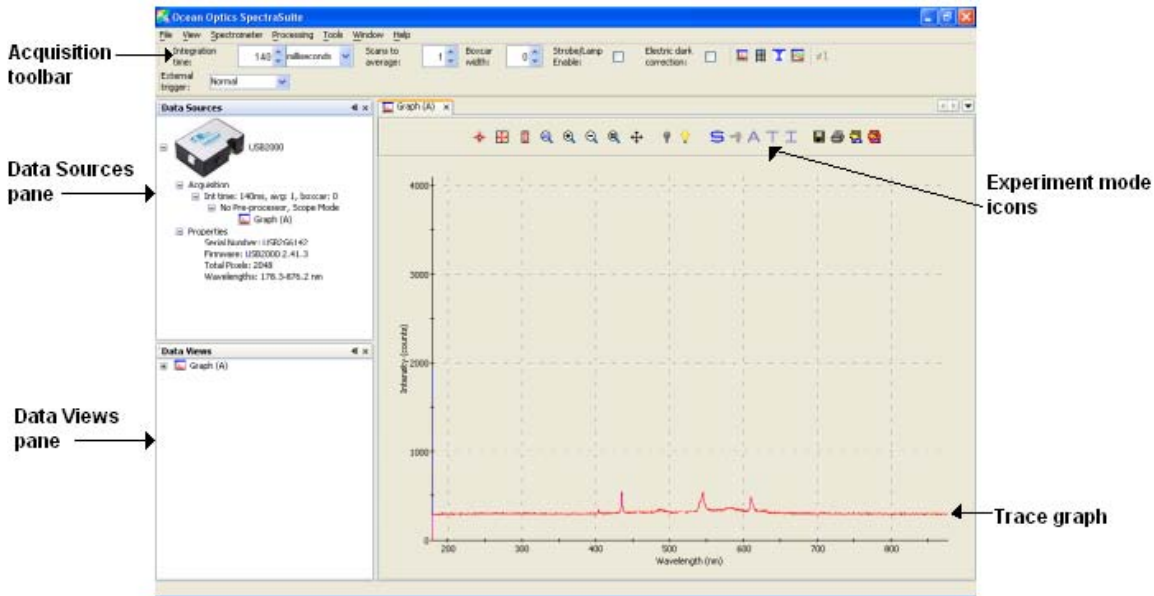 Ocean Optics SpectraSuite
File View Spectrometer Processing Tools Window Help
Acquisition toolbar
Integration time: 140 milliseconds Scans to average: 1 Boxcar width: 0 Strobe/Lamp Enable: Electric dark correction:
External trigger: Normal
Data Sources
Graph (A)
USB2000
S A T I
Data Sources pane
Acquisition
Int time: 140ms, avg: 1, boxcar: 0
No Pre-processor, Scope Mode
Graph (A)
Properties
Serial Number: USB2G6142
Firmware: USB2000 2.41.3
Total Pixels: 2048
Wavelengths: 178.3-876.2 nm
Experiment mode icons
Data Views
Graph (A)
Data Views pane
Intensity (counts)
4000
3000
2000
1000
0
200 300 400 500 600 700 800
Wavelength (nm)
Trace graph